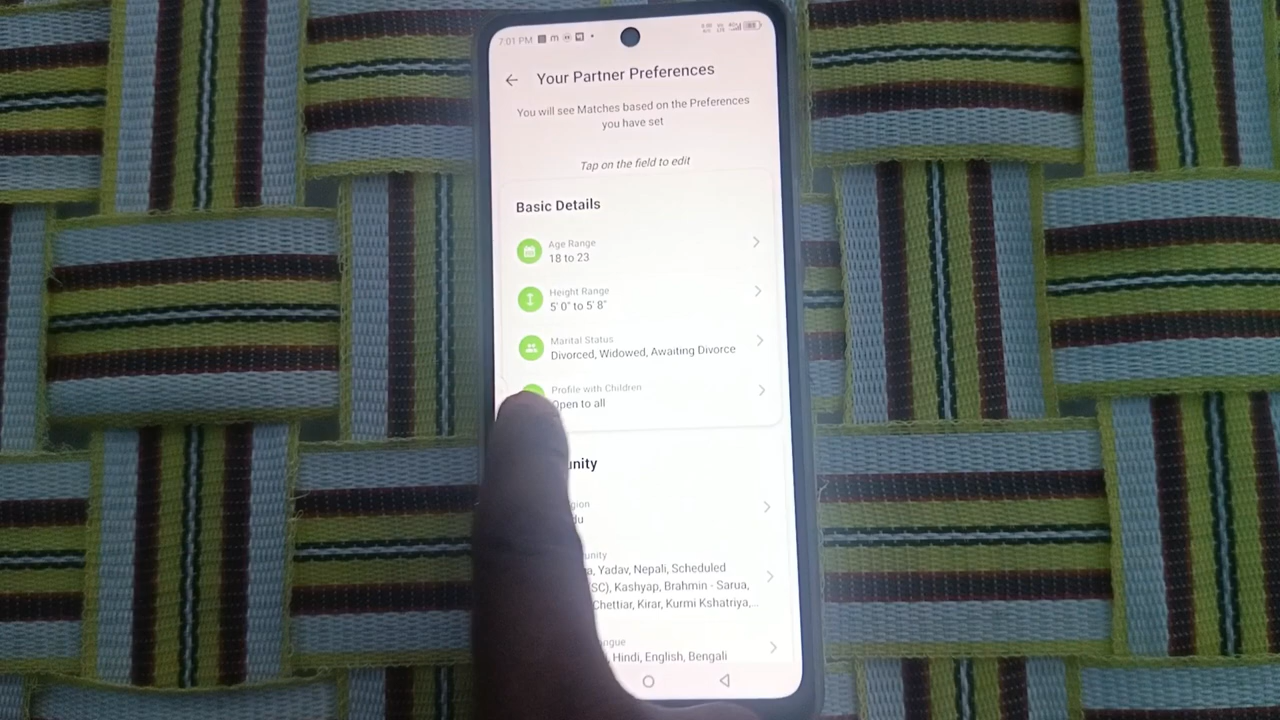 7:01 PM
Your Partner Preferences
You will see Matches based on the Preferences
you have set
Tap on the field to edit
Basic Details
Age Range
18 to 23
Height Range
5' 0" to 5' 8"
Marital Status
Divorced, Widowed, Awaiting Divorce
Profile with Children
Open to all
unity
gion
du
unity
a, Yadav, Nepali, Scheduled
SC), Kashyap, Brahmin - Sarua,
Chettiar, Kirar, Kurmi Kshatriya,...
ngue
, Hindi, English, Bengali